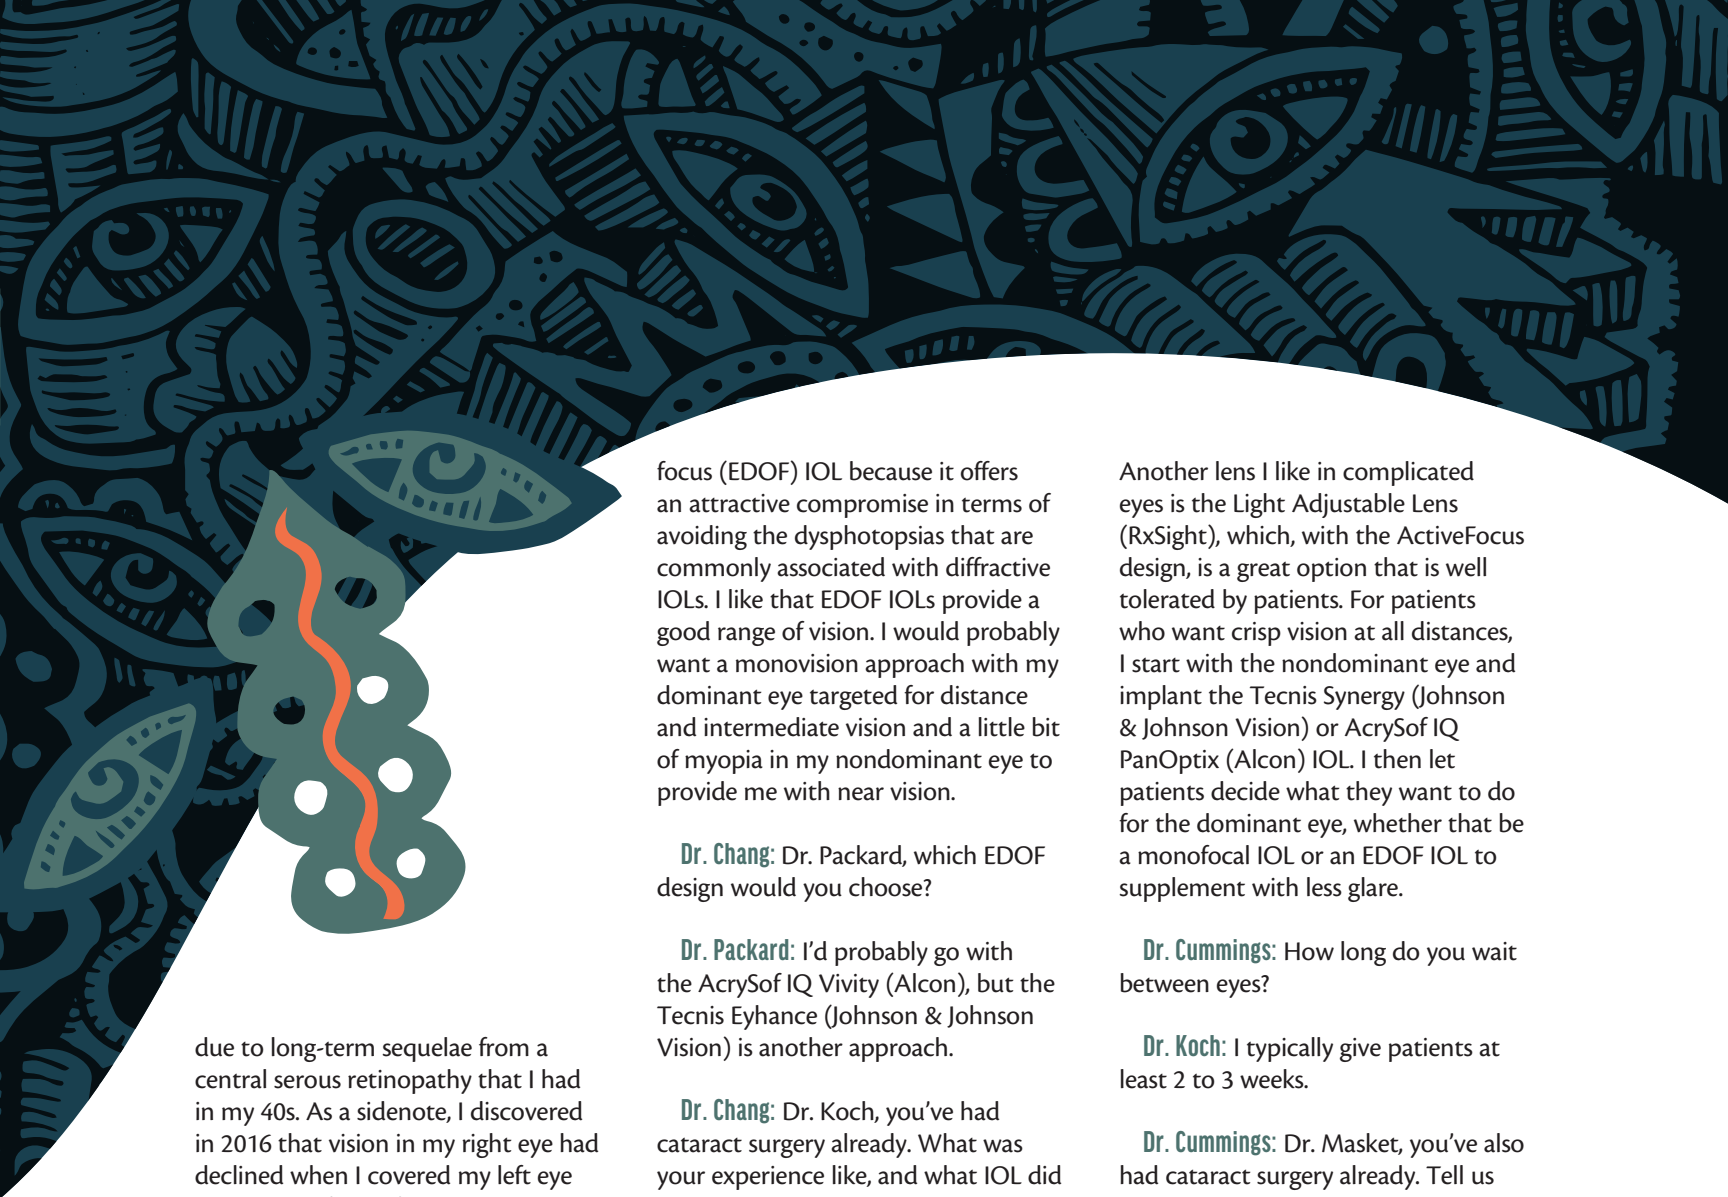 due to long-term sequelae from a
central serous retinopathy that I had
in my 40s. As a sidenote, I discovered
in 2016 that vision in my right eye had
declined when I covered my left eye
focus (EDOF) IOL because it offers
an attractive compromise in terms of
avoiding the dysphotopsias that are
commonly associated with diffractive
IOLs. I like that EDOF IOLs provide a
good range of vision. I would probably
want a monovision approach with my
dominant eye targeted for distance
and intermediate vision and a little bit
of myopia in my nondominant eye to
provide me with near vision.
Dr. Chang: Dr. Packard, which EDOF
design would you choose?
Dr. Packard: I’d probably go with
the AcrySof IQ Vivity (Alcon), but the
Tecnis Eyhance (Johnson & Johnson
Vision) is another approach.
Dr. Chang: Dr. Koch, you’ve had
cataract surgery already. What was
your experience like, and what IOL did
Another lens I like in complicated
eyes is the Light Adjustable Lens
(RxSight), which, with the ActiveFocus
design, is a great option that is well
tolerated by patients. For patients
who want crisp vision at all distances,
I start with the nondominant eye and
implant the Tecnis Synergy (Johnson
& Johnson Vision) or AcrySof IQ
PanOptix (Alcon) IOL. I then let
patients decide what they want to do
for the dominant eye, whether that be
a monofocal IOL or an EDOF IOL to
supplement with less glare.
Dr. Cummings: How long do you wait
between eyes?
Dr. Koch: I typically give patients at
least 2 to 3 weeks.
Dr. Cummings: Dr. Masket, you’ve also
had cataract surgery already. Tell us